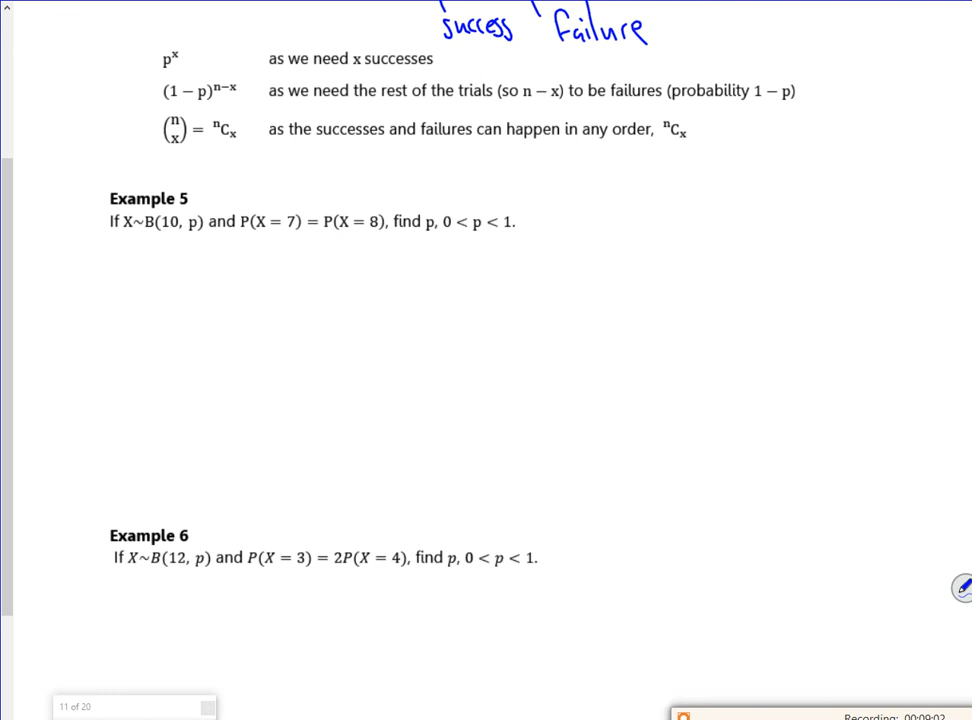 success failure
pˣ as we need x successes
(1 – p)ⁿ⁻ˣ as we need the rest of the trials (so n – x) to be failures (probability 1 – p)
(n x) = ⁿCₓ as the successes and failures can happen in any order, ⁿCₓ
Example 5
If X~B(10, p) and P(X = 7) = P(X = 8), find p, 0 < p < 1.
Example 6
If X~B(12, p) and P(X = 3) = 2P(X = 4), find p, 0 < p < 1.
11 of 20
Recording: 00:09:02